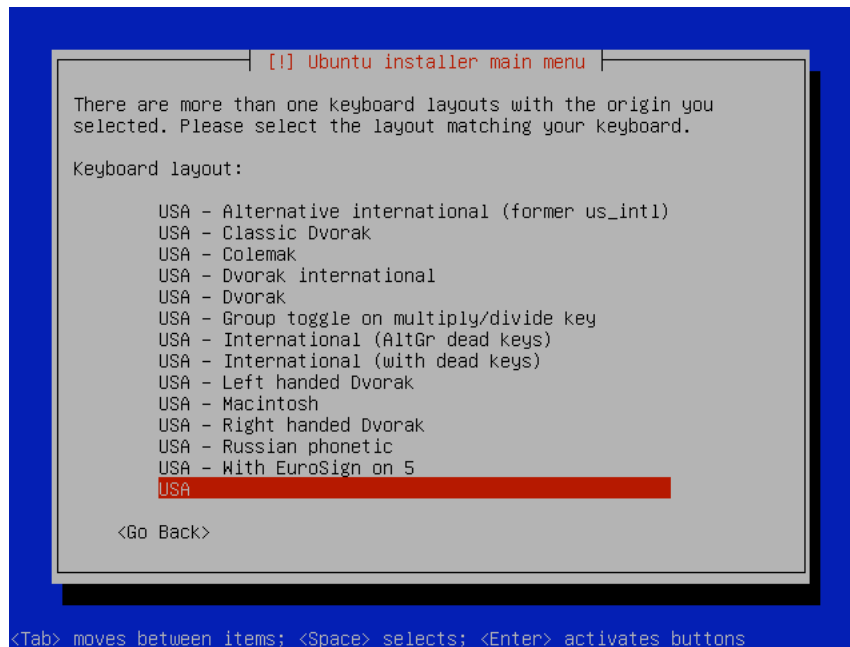 [!] Ubuntu installer main menu
There are more than one keyboard layouts with the origin you
selected. Please select the layout matching your keyboard.
Keyboard layout:
USA - Alternative international (former us_intl)
USA - Classic Dvorak
USA - Colemak
USA - Dvorak international
USA - Dvorak
USA - Group toggle on multiply/divide key
USA - International (AltGr dead keys)
USA - International (with dead keys)
USA - Left handed Dvorak
USA - Macintosh
USA - Right handed Dvorak
USA - Russian phonetic
USA - With EuroSign on 5
USA
<Go Back>
<Tab> moves between items; <Space> selects; <Enter> activates buttons